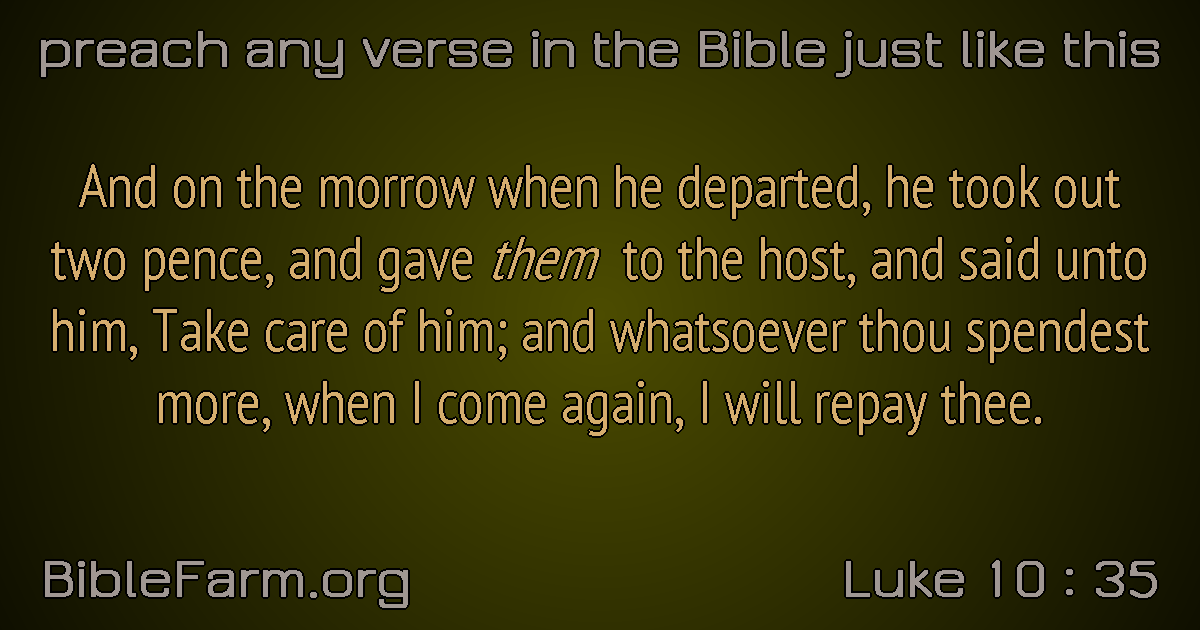 preach any verse in the Bible just like this
And on the morrow when he departed, he took out
two pence, and gave them to the host, and said unto
him, Take care of him; and whatsoever thou spendest
more, when I come again, I will repay thee.
BibleFarm.org
Luke 10 : 35